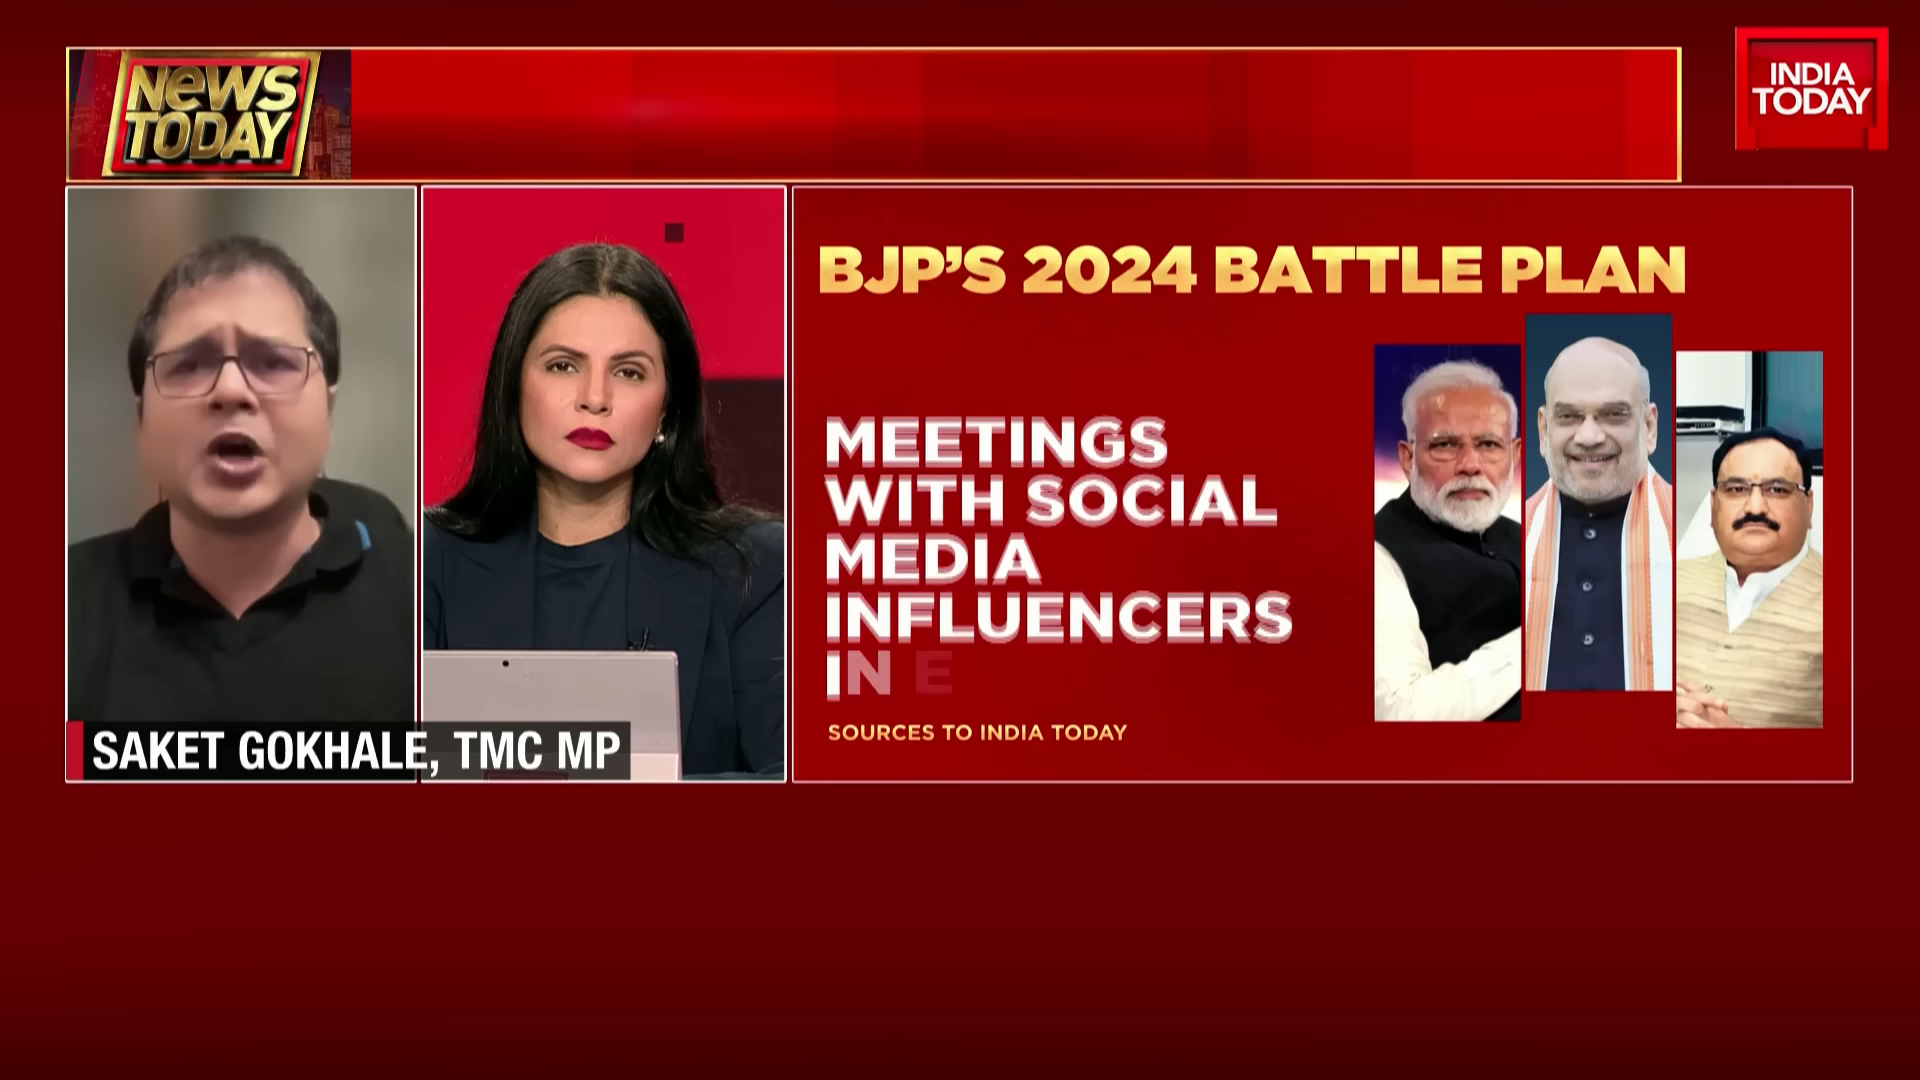 NEWS
TODAY
INDIA
TODAY
BJP'S 2024 BATTLE PLAN
MEETINGS
WITH SOCIAL
MEDIA
INFLUENCERS
IN E
SOURCES TO INDIA TODAY
SAKET GOKHALE, TMC MP